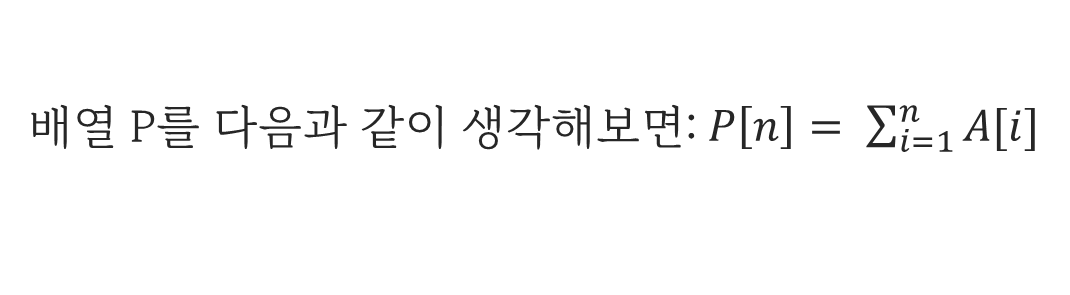 배열 P를 다음과 같이 생각해보면: P[n] = ∑ⁿᵢ₌₁ A[i]